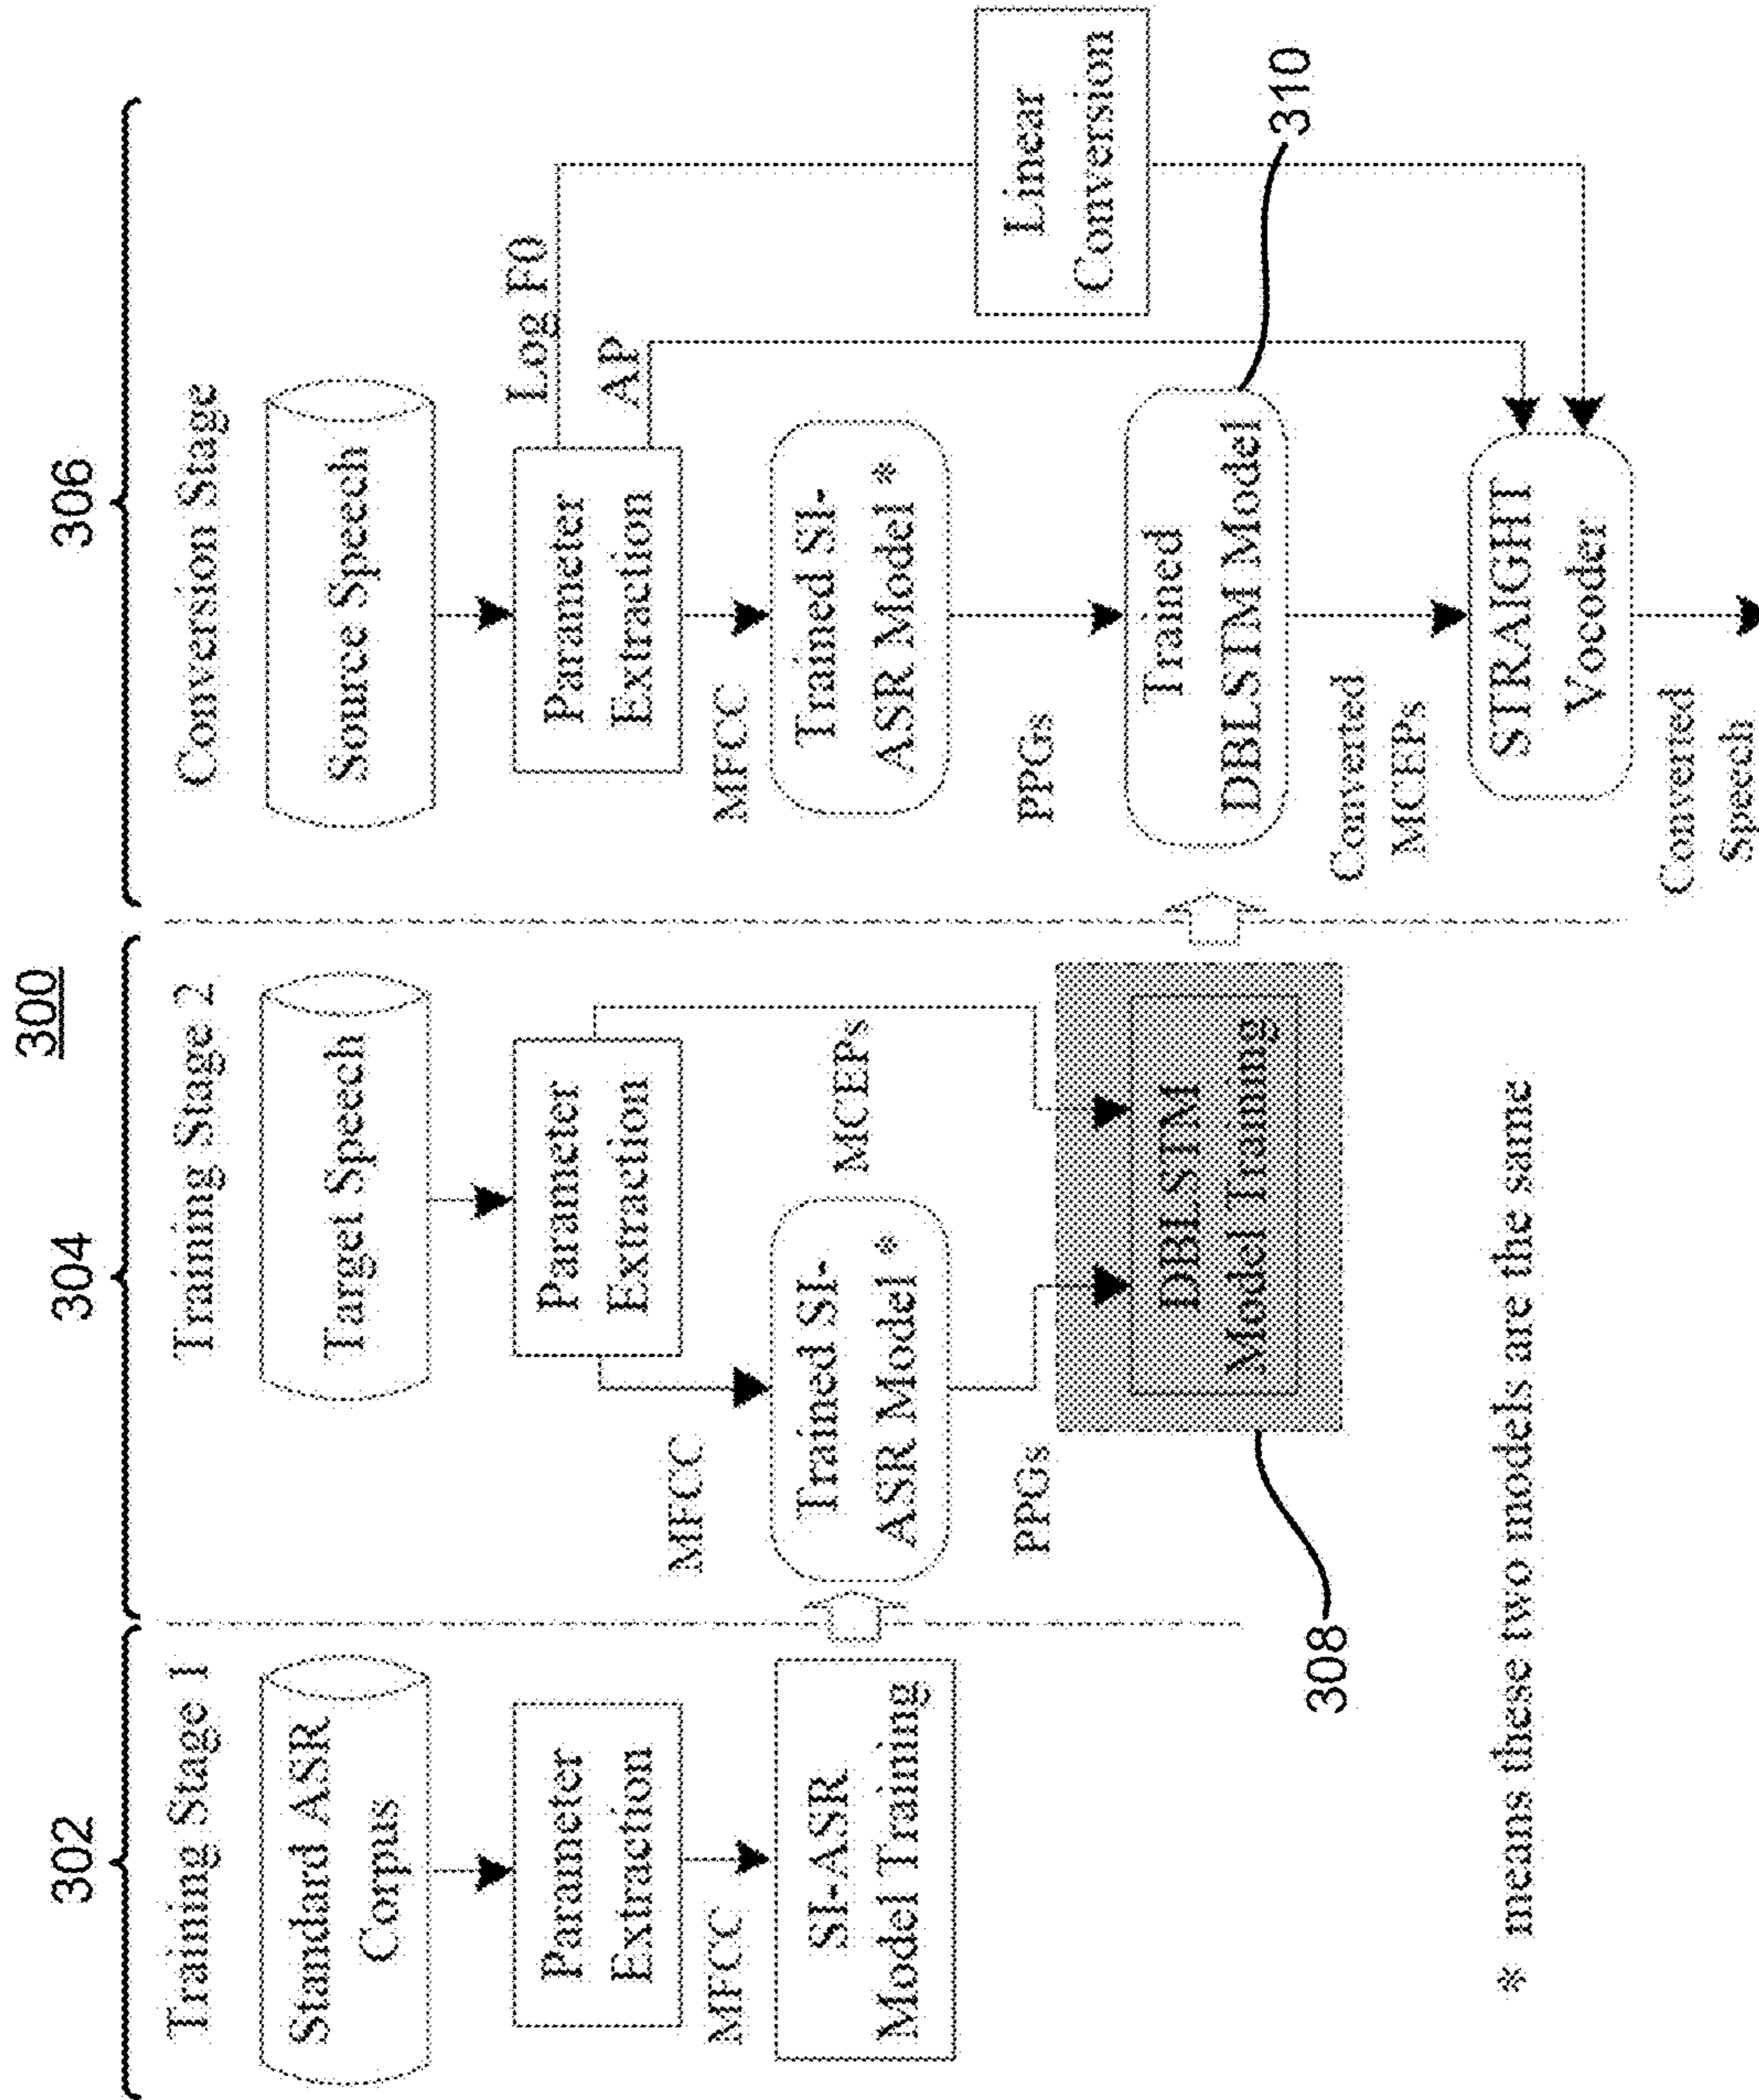 300
302
Training Stage 1
Standard ASR
Corpus
Parameter
Extraction
MFCC
SI-ASR
Model Training
304
Training Stage 2
Target Speech
Parameter
Extraction
MFCC
MCEPs
Trained SI-
ASR Model *
PPGs
DBLSTM
Model Training
308
306
Conversion Stage
Source Speech
Parameter
Extraction
Log F0
AP
MFCC
Trained SI-
ASR Model *
Linear
Conversion
PPGs
Trained
DBLSTM Model
310
Converted
MCEPs
STRAIGHT
Vocoder
Converted
Speech
* means these two models are the same